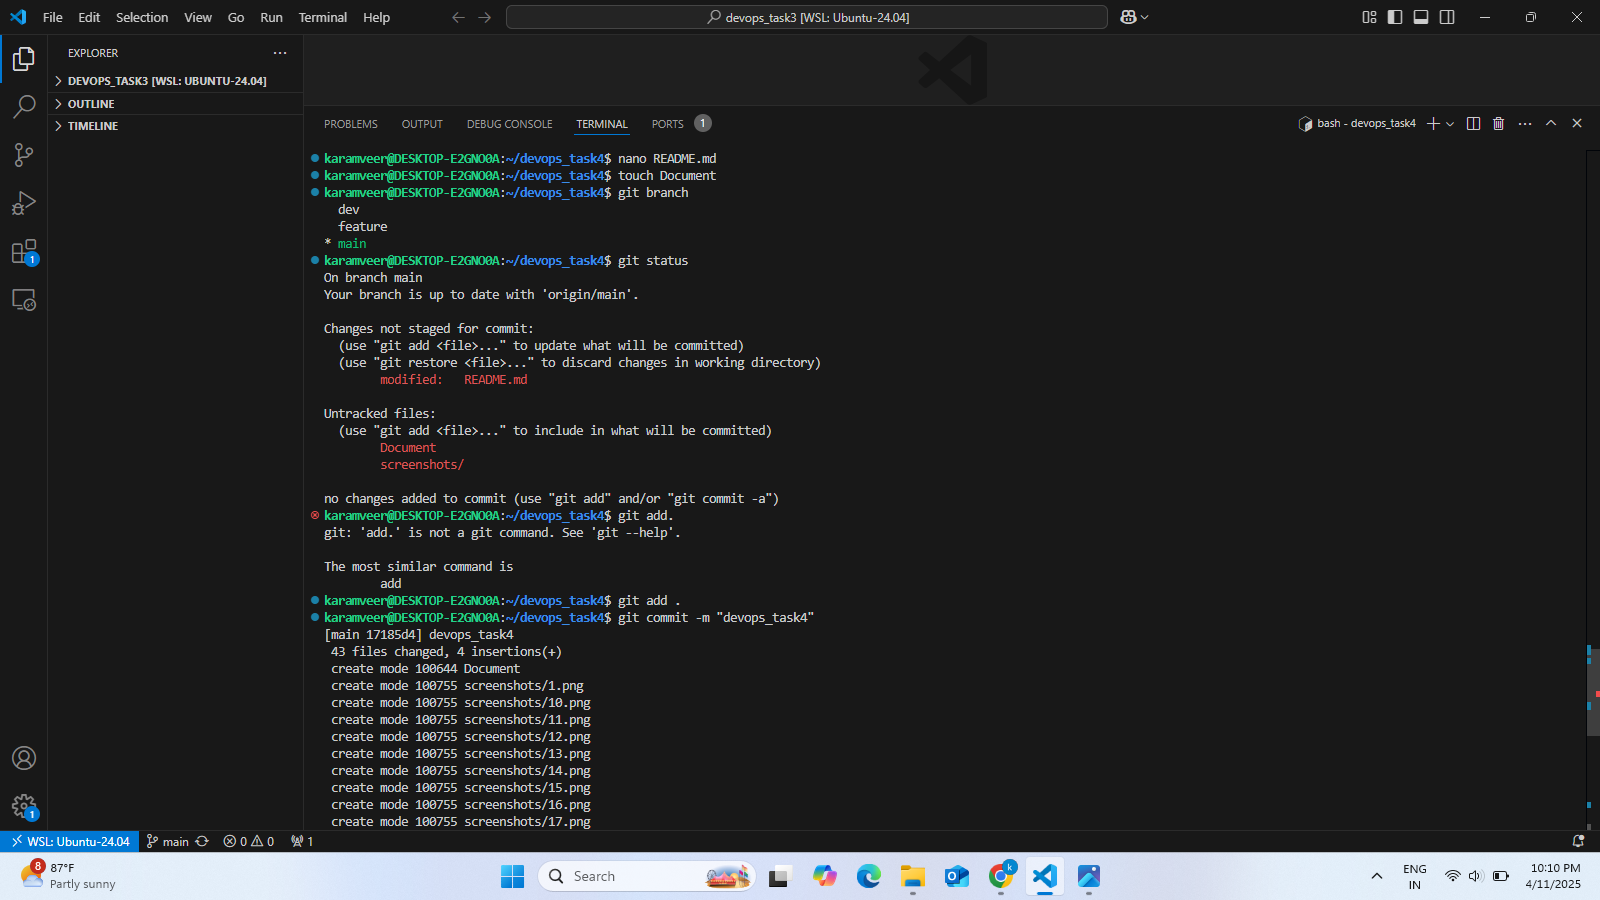 File Edit Selection View Go Run Terminal Help
devops_task3 [WSL: Ubuntu-24.04]
EXPLORER
DEVOPS_TASK3 [WSL: UBUNTU-24.04]
OUTLINE
TIMELINE
PROBLEMS OUTPUT DEBUG CONSOLE TERMINAL PORTS 1
bash - devops_task4
karamveer@DESKTOP-E2GNO0A:~/devops_task4$ nano README.md
karamveer@DESKTOP-E2GNO0A:~/devops_task4$ touch Document
karamveer@DESKTOP-E2GNO0A:~/devops_task4$ git branch
dev
feature
* main
karamveer@DESKTOP-E2GNO0A:~/devops_task4$ git status
On branch main
Your branch is up to date with 'origin/main'.
Changes not staged for commit:
(use "git add <file>..." to update what will be committed)
(use "git restore <file>..." to discard changes in working directory)
modified:   README.md
Untracked files:
(use "git add <file>..." to include in what will be committed)
Document
screenshots/
no changes added to commit (use "git add" and/or "git commit -a")
karamveer@DESKTOP-E2GNO0A:~/devops_task4$ git add.
git: 'add.' is not a git command. See 'git --help'.
The most similar command is
add
karamveer@DESKTOP-E2GNO0A:~/devops_task4$ git add .
karamveer@DESKTOP-E2GNO0A:~/devops_task4$ git commit -m "devops_task4"
[main 17185d4] devops_task4
43 files changed, 4 insertions(+)
create mode 100644 Document
create mode 100755 screenshots/1.png
create mode 100755 screenshots/10.png
create mode 100755 screenshots/11.png
create mode 100755 screenshots/12.png
create mode 100755 screenshots/13.png
create mode 100755 screenshots/14.png
create mode 100755 screenshots/15.png
create mode 100755 screenshots/16.png
create mode 100755 screenshots/17.png
1
1
WSL: Ubuntu-24.04 main 0 0 1
8
87°F
Partly sunny
Search
k
ENG
IN
10:10 PM
4/11/2025